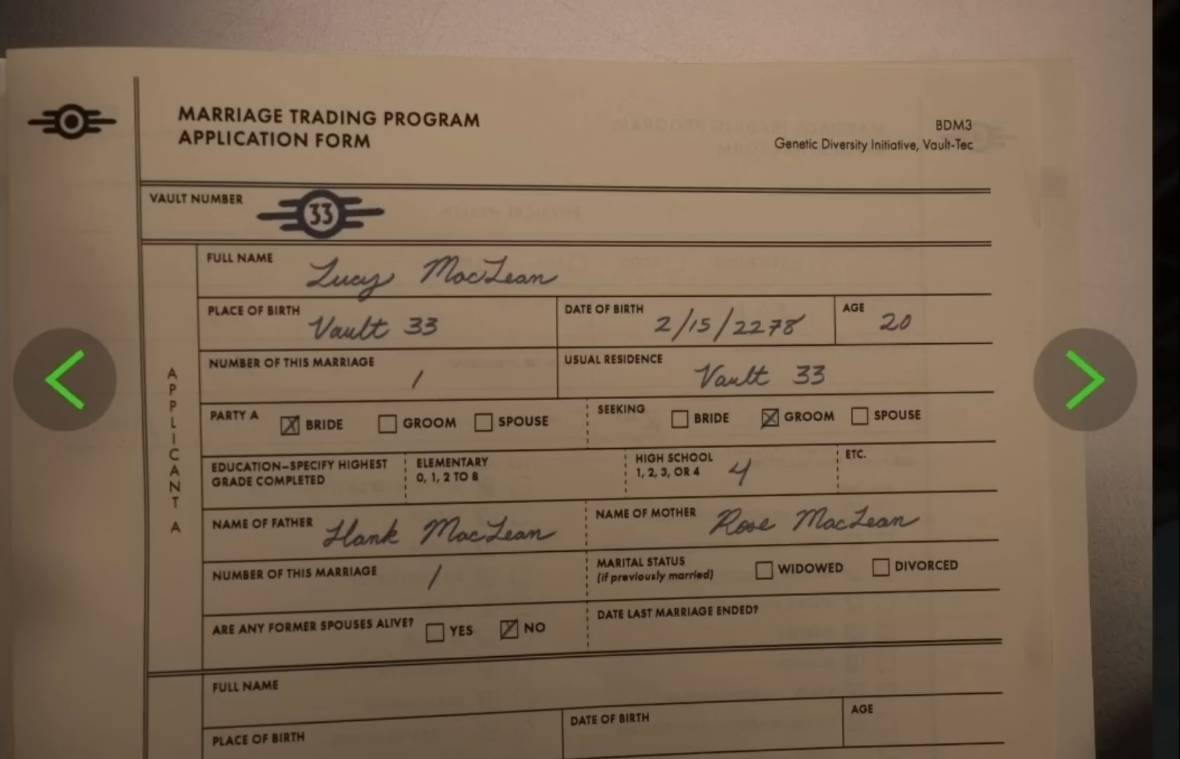 MARRIAGE TRADING PROGRAM
APPLICATION FORM
BDM3
Genetic Diversity Initiative, Vault-Tec
VAULT NUMBER 33
FULL NAME Lucy MacLean
PLACE OF BIRTH Vault 33 DATE OF BIRTH 2/15/2278 AGE 20
NUMBER OF THIS MARRIAGE 1 USUAL RESIDENCE Vault 33
PARTY A BRIDE GROOM SPOUSE SEEKING BRIDE GROOM SPOUSE
EDUCATION–SPECIFY HIGHEST
GRADE COMPLETED
ELEMENTARY
0, 1, 2 TO 8
HIGH SCHOOL
1, 2, 3, OR 4 4
ETC.
NAME OF FATHER Hank MacLean NAME OF MOTHER Rose MacLean
NUMBER OF THIS MARRIAGE 1
MARITAL STATUS
(if previously married) WIDOWED DIVORCED
ARE ANY FORMER SPOUSES ALIVE? YES NO DATE LAST MARRIAGE ENDED?
APPLICANT A
FULL NAME
PLACE OF BIRTH DATE OF BIRTH AGE